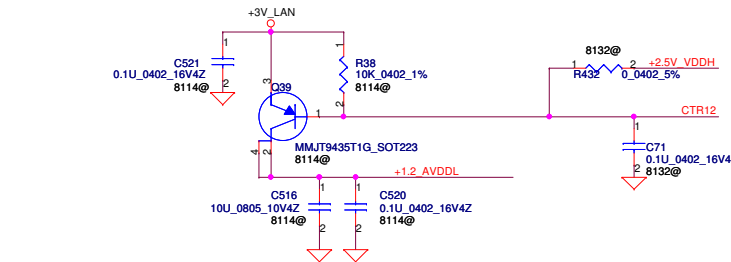 +3V_LAN
1
C521
0.1U_0402_16V4Z
8114@
2
1
R38
10K_0402_1%
8114@
2
8132@
1
2
+2.5V_VDDH
R432
0_0402_5%
3
Q39
1
CTR12
MMJT9435T1G_SOT223
8114@
4
2
1
C71
0.1U_0402_16V4
8132@
2
+1.2_AVDDL
1
C516
10U_0805_10V4Z
8114@
2
1
C520
0.1U_0402_16V4Z
8114@
2